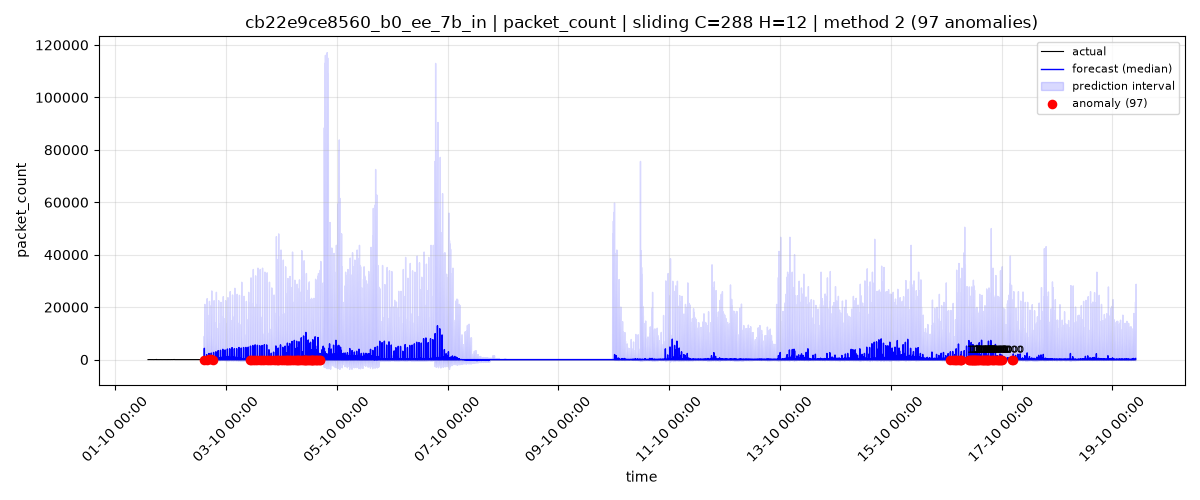 cb22e9ce8560_b0_ee_7b_in | packet_count | sliding C=288 H=12 | method 2 (97 anomalies)
actual
forecast (median)
prediction interval
anomaly (97)
120000
100000
80000
60000
40000
20000
0
packet_count
01-10 00:00
03-10 00:00
05-10 00:00
07-10 00:00
09-10 00:00
11-10 00:00
13-10 00:00
15-10 00:00
17-10 00:00
19-10 00:00
time